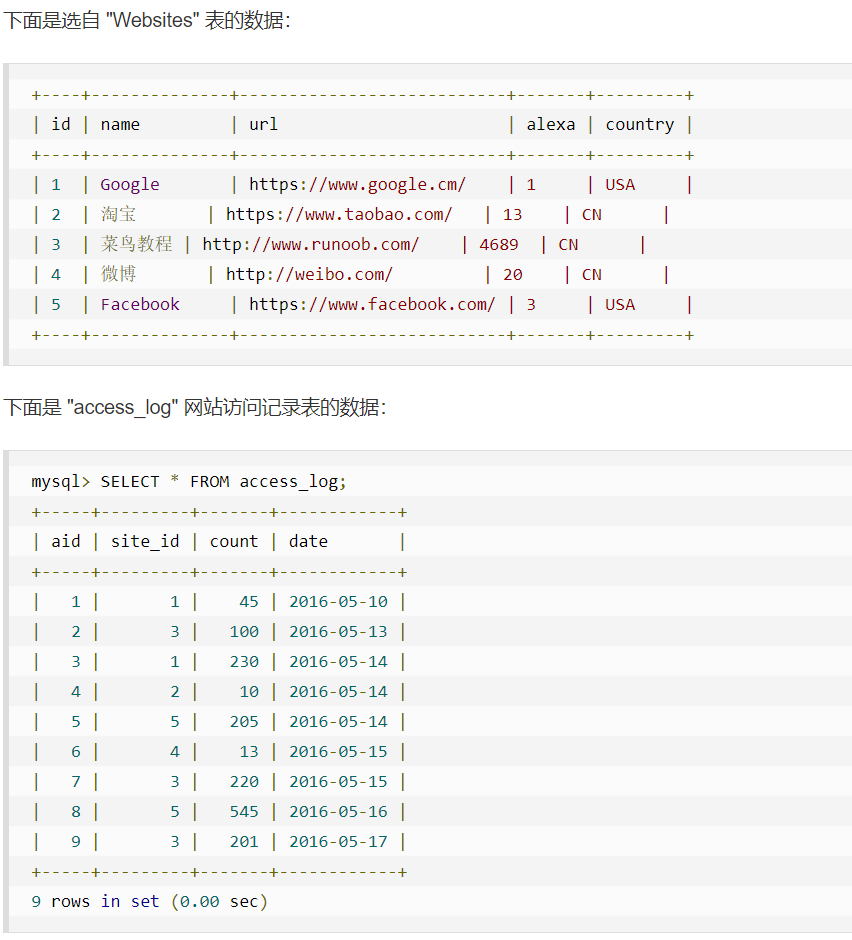 下面是选自 "Websites" 表的数据：
+----+--------------+---------------------------+-------+---------+
| id | name         | url                       | alexa | country |
+----+--------------+---------------------------+-------+---------+
| 1  | Google       | https://www.google.cm/    | 1     | USA     |
| 2  | 淘宝       | https://www.taobao.com/   | 13    | CN      |
| 3  | 菜鸟教程 | http://www.runoob.com/    | 4689  | CN      |
| 4  | 微博       | http://weibo.com/         | 20    | CN      |
| 5  | Facebook     | https://www.facebook.com/ | 3     | USA     |
+----+--------------+---------------------------+-------+---------+
下面是 "access_log" 网站访问记录表的数据：
mysql> SELECT * FROM access_log;
+-----+---------+-------+------------+
| aid | site_id | count | date       |
+-----+---------+-------+------------+
|   1 |       1 |    45 | 2016-05-10 |
|   2 |       3 |   100 | 2016-05-13 |
|   3 |       1 |   230 | 2016-05-14 |
|   4 |       2 |    10 | 2016-05-14 |
|   5 |       5 |   205 | 2016-05-14 |
|   6 |       4 |    13 | 2016-05-15 |
|   7 |       3 |   220 | 2016-05-15 |
|   8 |       5 |   545 | 2016-05-16 |
|   9 |       3 |   201 | 2016-05-17 |
+-----+---------+-------+------------+
9 rows in set (0.00 sec)